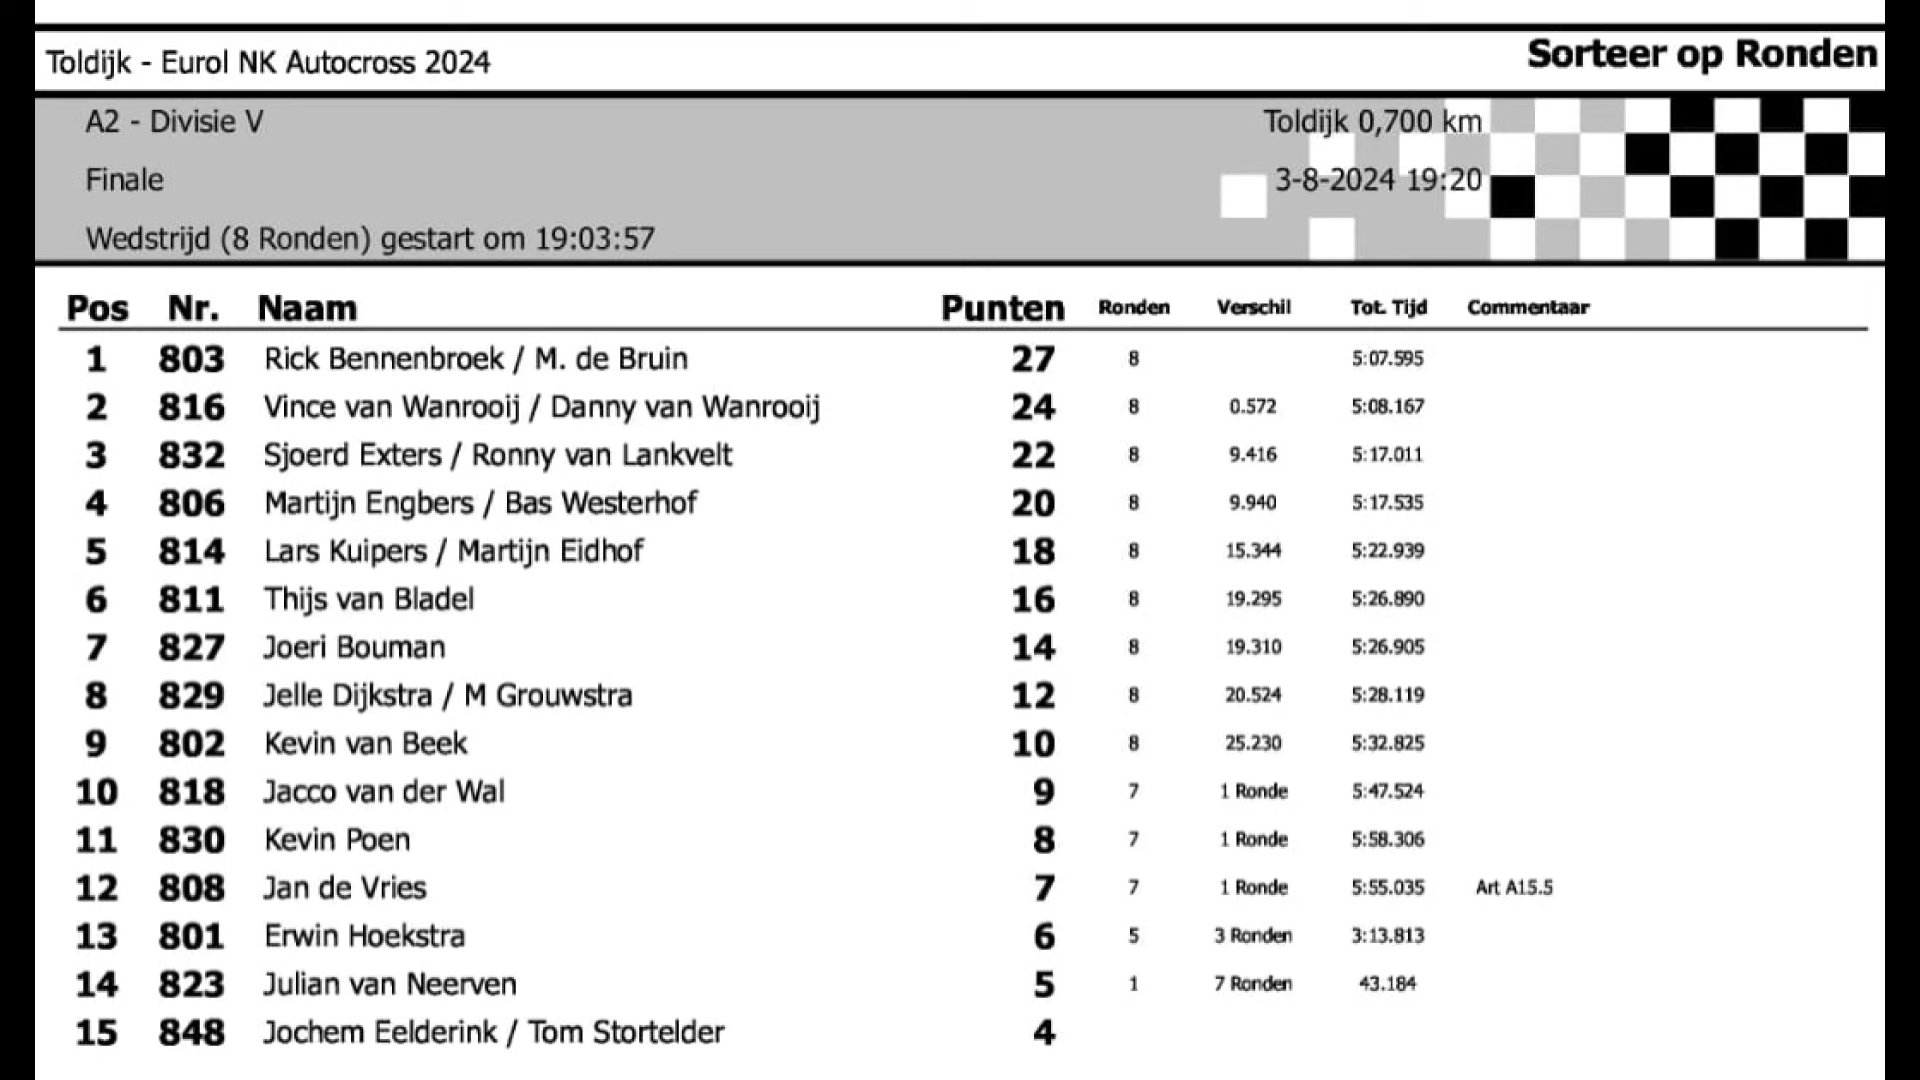 Toldijk - Eurol NK Autocross 2024 Sorteer op Ronden
A2 - Divisie V Toldijk 0,700 km
Finale 3-8-2024 19:20
Wedstrijd (8 Ronden) gestart om 19:03:57
Pos Nr. Naam Punten Ronden Verschil Tot. Tijd Commentaar
1 803 Rick Bennenbroek / M. de Bruin 27 8 5:07.595
2 816 Vince van Wanrooij / Danny van Wanrooij 24 8 0.572 5:08.167
3 832 Sjoerd Exters / Ronny van Lankvelt 22 8 9.416 5:17.011
4 806 Martijn Engbers / Bas Westerhof 20 8 9.940 5:17.535
5 814 Lars Kuipers / Martijn Eidhof 18 8 15.344 5:22.939
6 811 Thijs van Bladel 16 8 19.295 5:26.890
7 827 Joeri Bouman 14 8 19.310 5:26.905
8 829 Jelle Dijkstra / M Grouwstra 12 8 20.524 5:28.119
9 802 Kevin van Beek 10 8 25.230 5:32.825
10 818 Jacco van der Wal 9 7 1 Ronde 5:47.524
11 830 Kevin Poen 8 7 1 Ronde 5:58.306
12 808 Jan de Vries 7 7 1 Ronde 5:55.035 Art A15.5
13 801 Erwin Hoekstra 6 5 3 Ronden 3:13.813
14 823 Julian van Neerven 5 1 7 Ronden 43.184
15 848 Jochem Eelderink / Tom Stortelder 4